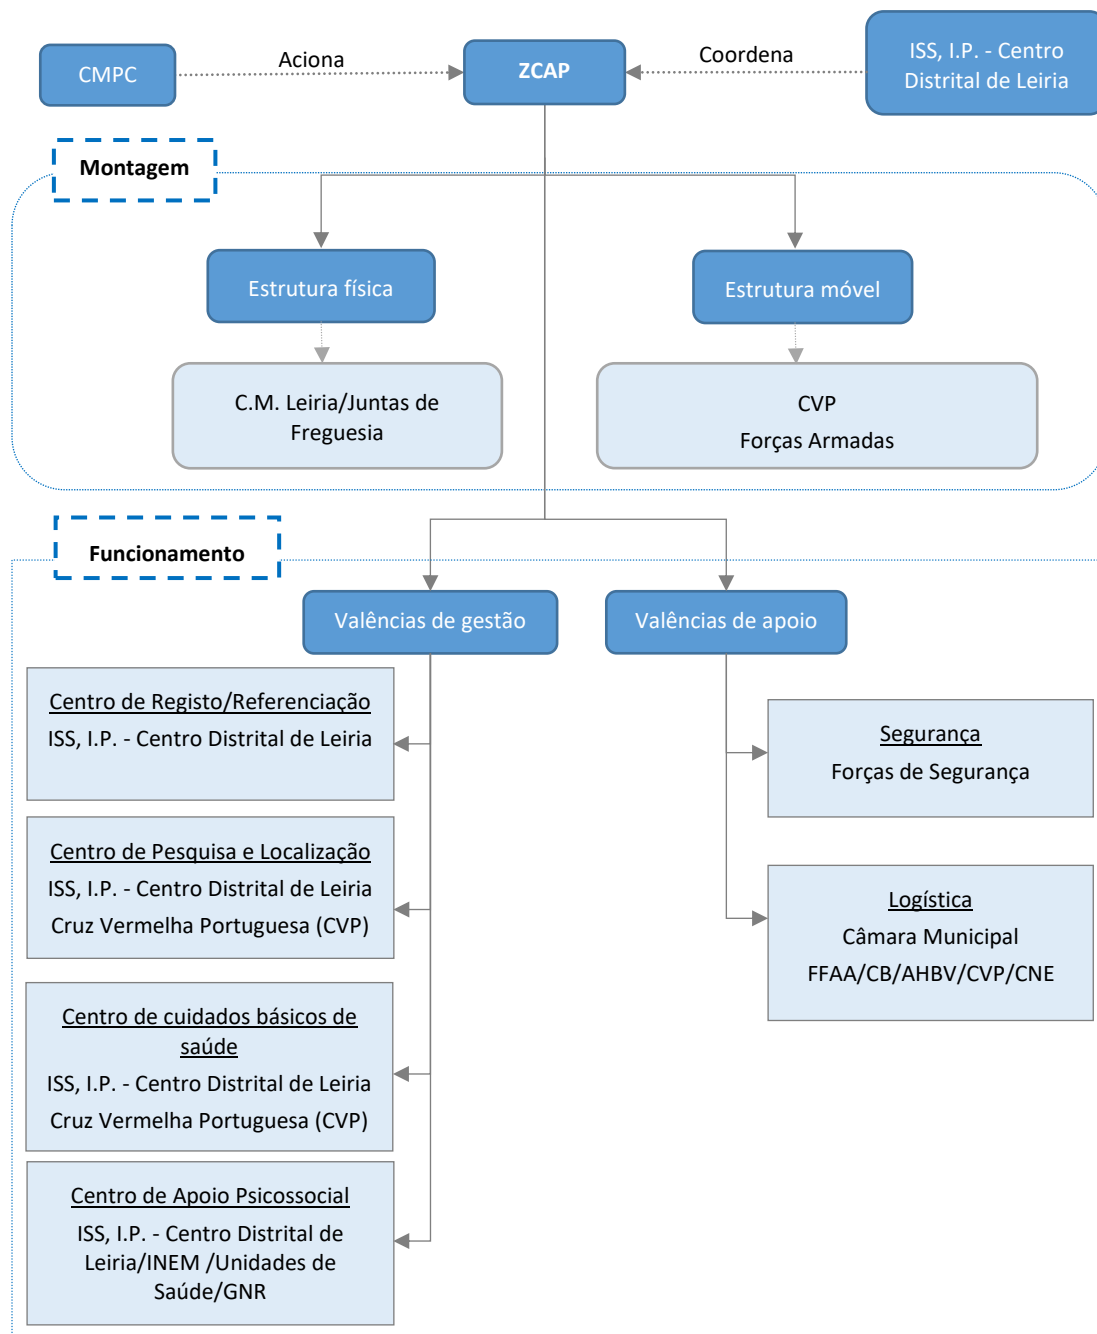 CMPC
Aciona
ZCAP
Coordena
ISS, I.P. - Centro
Distrital de Leiria
Montagem
Estrutura física
Estrutura móvel
C.M. Leiria/Juntas de
Freguesia
CVP
Forças Armadas
Funcionamento
Valências de gestão
Valências de apoio
Centro de Registo/Referenciação
ISS, I.P. - Centro Distrital de Leiria
Centro de Pesquisa e Localização
ISS, I.P. - Centro Distrital de Leiria
Cruz Vermelha Portuguesa (CVP)
Centro de cuidados básicos de
saúde
ISS, I.P. - Centro Distrital de Leiria
Cruz Vermelha Portuguesa (CVP)
Centro de Apoio Psicossocial
ISS, I.P. - Centro Distrital de
Leiria/INEM /Unidades de
Saúde/GNR
Segurança
Forças de Segurança
Logística
Câmara Municipal
FFAA/CB/AHBV/CVP/CNE